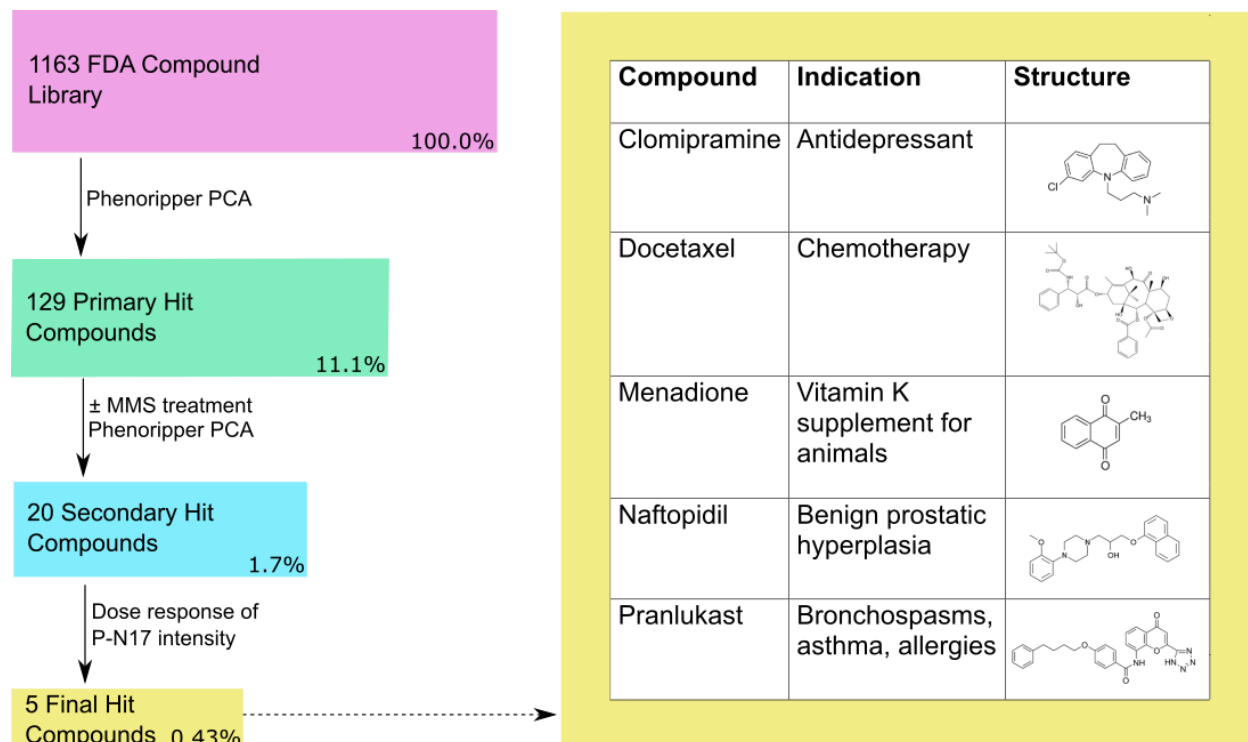 1163 FDA Compound
Library
100.0%
Phenoripper PCA
129 Primary Hit
Compounds
11.1%
± MMS treatment
Phenoripper PCA
20 Secondary Hit
Compounds
1.7%
Dose response of
P-N17 intensity
5 Final Hit
Compounds 0.43%
Compound Indication Structure
Clomipramine Antidepressant
Cl
N
N
Docetaxel Chemotherapy
Menadione Vitamin K
supplement for
animals
O
CH₃
O
Naftopidil Benign prostatic
hyperplasia
O
N
N
OH
O
Pranlukast Bronchospasms,
asthma, allergies
O
O
O
NH
O
HN
N
N
N